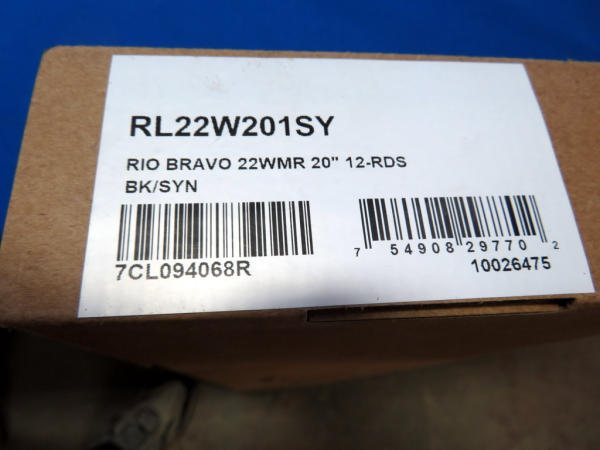 RL22W201SY
RIO BRAVO 22WMR 20" 12-RDS
BK/SYN
7CL094068R
7 54908 29770 2
10026475